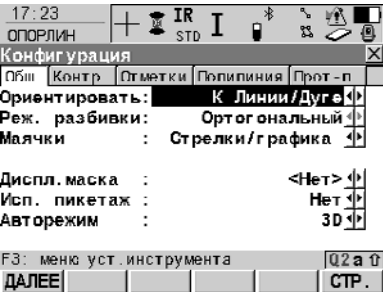 17:23
ОПОРЛИН
IR
STD
I
Конфигурация
Общ Контр Отметки Полилиния Прот-л
Ориентировать: К Линии/Дуге
Реж. разбивки: Ортогональный
Маячки : Стрелки/графика
Диспл.маска : <Нет>
Исп. пикетаж : Нет
Авторежим : 3D
F3: меню уст.инструмента
Q2a
ДАЛЕЕ СТР.